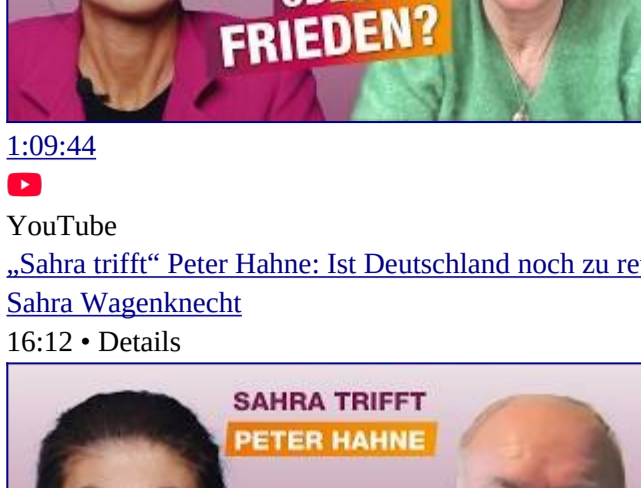 FRIEDEN?
1:09:44
YouTube
„Sahra trifft“ Peter Hahne: Ist Deutschland noch zu
Sahra Wagenknecht
16:12 • Details
SAHRA TRIFFT
PETER HAHNE